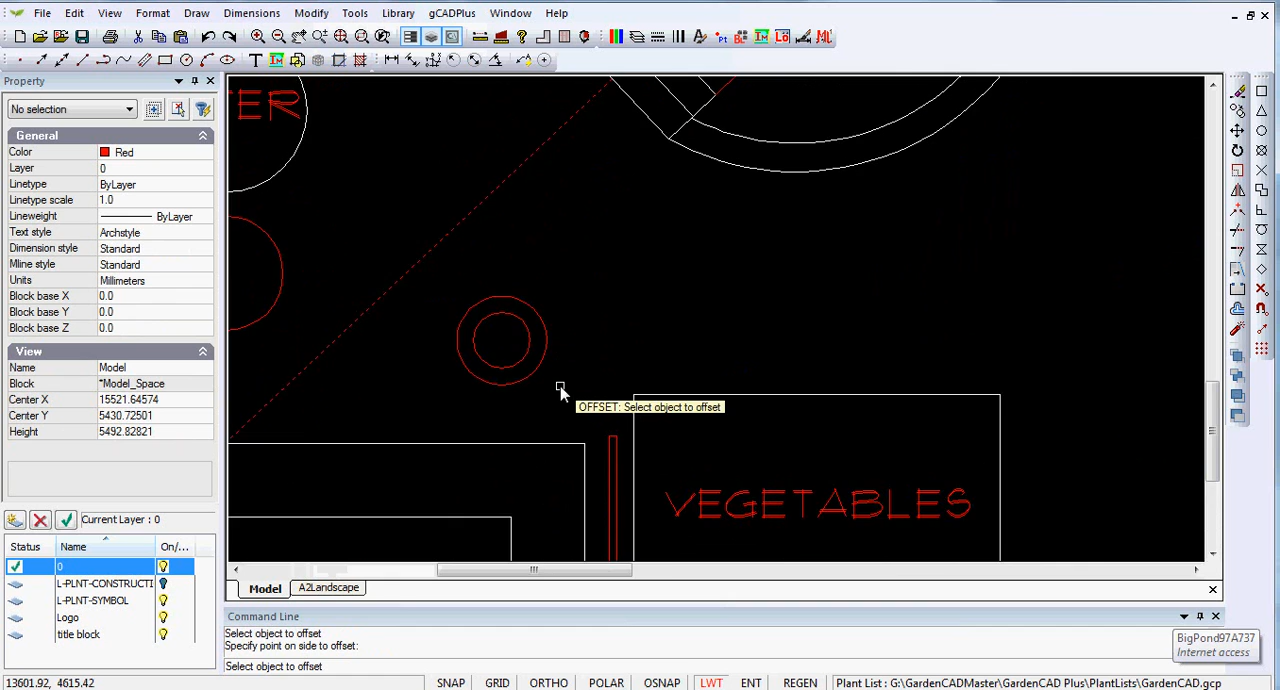 File Edit View Format Draw Dimensions Modify Tools Library gCADPlus Window Help
Property
No selection
General
Color Red
Layer 0
Linetype ByLayer
Linetype scale 1.0
Lineweight ByLayer
Text style Archstyle
Dimension style Standard
Mline style Standard
Units Millimeters
Block base X 0.0
Block base Y 0.0
Block base Z 0.0
View
Name Model
Block *Model_Space
Center X 15521.64574
Center Y 5430.72501
Height 5492.82821
Current Layer : 0
Status Name On/...
0
L-PLNT-CONSTRUCTI
L-PLNT-SYMBOL
Logo
title block
ER
OFFSET: Select object to offset
VEGETABLES
Model A2Landscape
Command Line
Select object to offset
Specify point on side to offset:
Select object to offset
BigPond97A737
Internet access
13601.92, 4615.42 SNAP GRID ORTHO POLAR OSNAP LWT ENT REGEN Plant List : G:\GardenCADMaster\GardenCAD\PlantLists\GardenCAD.gcp